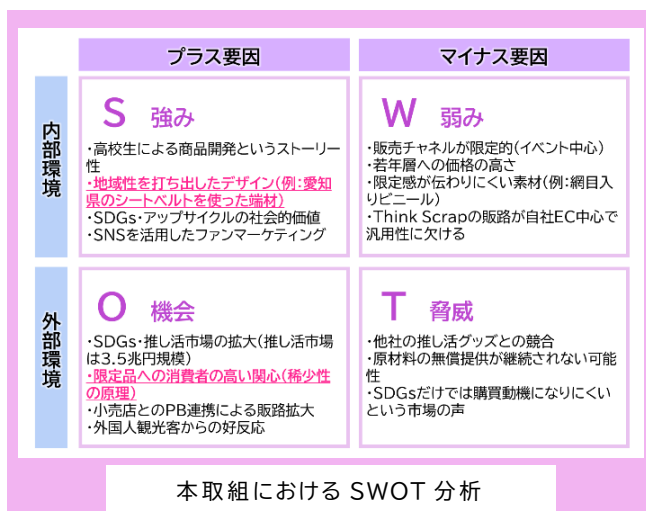 プラス要因
マイナス要因
内部環境
S 強み
・高校生による商品開発というストーリー
性
・地域性を打ち出したデザイン(例:愛知
県のシートベルトを使った端材)
・SDGs・アップサイクルの社会的価値
・SNSを活用したファンマーケティング
W 弱み
・販売チャネルが限定的(イベント中心)
・若年層への価格の高さ
・限定感が伝わりにくい素材(例:網目入
りビニール)
・Think Scrapの販路が自社EC中心で
汎用性に欠ける
外部環境
O 機会
・SDGs・推し活市場の拡大(推し活市場
は3.5兆円規模)
・限定品への消費者の高い関心(稀少性
の原理)
・小売店とのPB連携による販路拡大
・外国人観光客からの好反応
T 脅威
・他社の推し活グッズとの競合
・原材料の無償提供が継続されない可能
性
・SDGsだけでは購買動機になりにくい
という市場の声
本取組における SWOT 分析